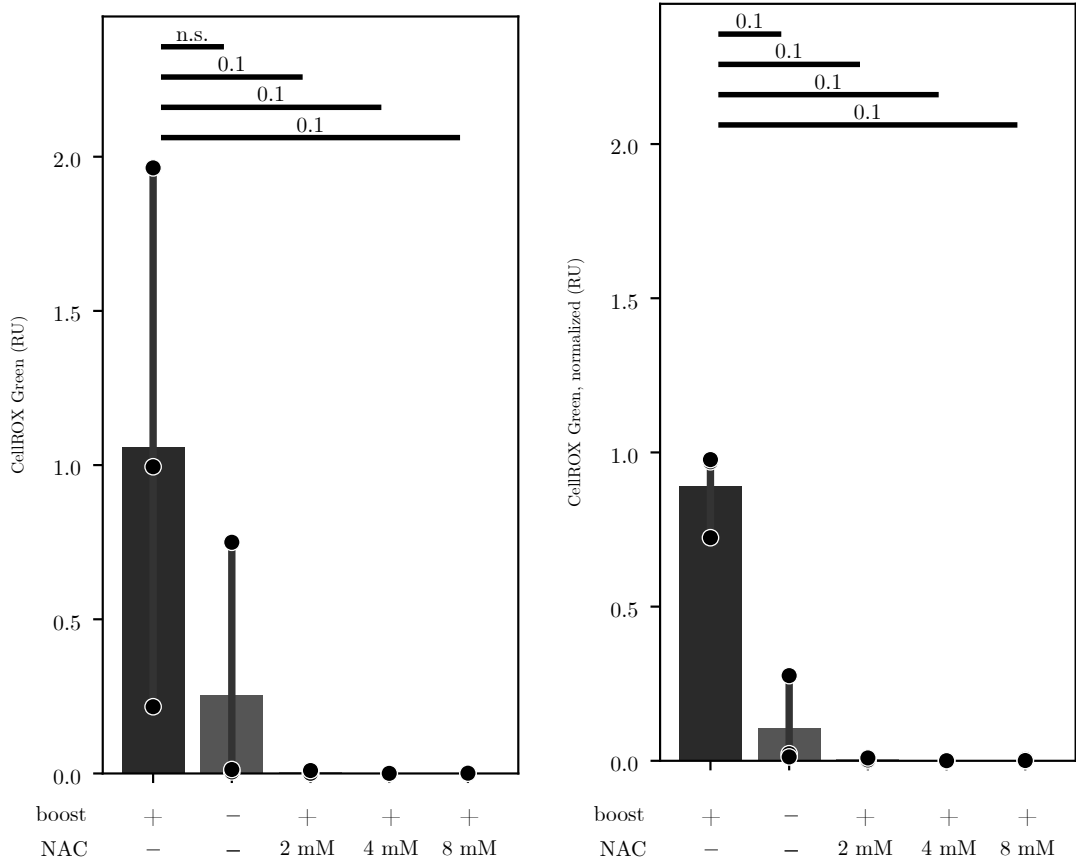 n.s.
0.1
0.1
0.1
2.0
1.5
1.0
0.5
0.0
CellROX Green (RU)
boost + − + + +
NAC − − 2 mM 4 mM 8 mM
0.1
0.1
0.1
0.1
2.0
1.5
1.0
0.5
0.0
CellROX Green, normalized (RU)
boost + − + + +
NAC − − 2 mM 4 mM 8 mM